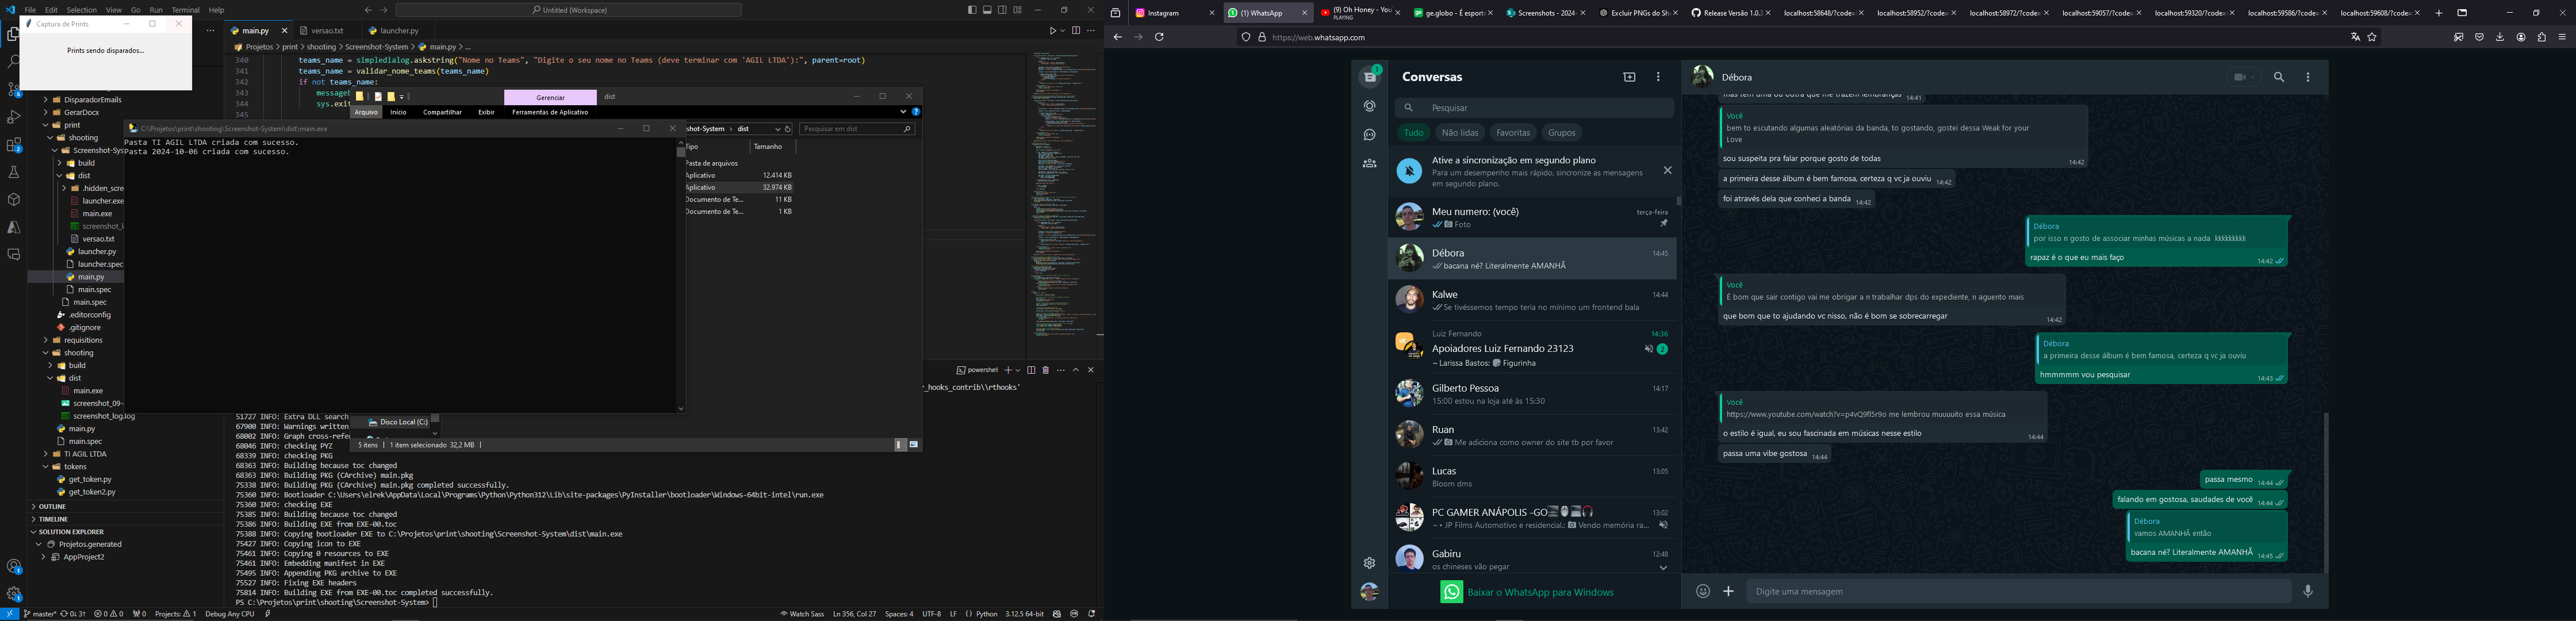 File Edit Selection View Go Run Terminal Help
Untitled (Workspace)
Captura de Prints
Prints sendo disparados...
main.py
versao.txt
launcher.py
Projetos > print > shooting > Screenshot-System > main.py > ...
340 teams_name = simpledialog.askstring("Nome no Teams", "Digite o seu nome no Teams (deve terminar com 'AGIL LTDA'):", parent=root)
341 teams_name = validar_nome_teams(teams_name)
342 if not teams_name:
343
344 sys.exi
345
Gerenciar
dist
Arquivo Início Compartilhar Exibir Ferramentas de Aplicativo
C:\Projetos\print\shooting\Screenshot-System\dist\main.exe
Pasta TI AGIL LTDA criada com sucesso.
Pasta 2024-10-06 criada com sucesso.
shot-System > dist
Pesquisar em dist
Tipo Tamanho
Pasta de arquivos
Aplicativo 12.414 KB
Aplicativo 32.974 KB
Documento de Te... 11 KB
Documento de Te... 1 KB
Disco Local (C:)
5 itens 1 item selecionado 32,2 MB
DisparadorEmails
GerarDocx
print
shooting
Screenshot-Sys
build
dist
.hidden_scre
launcher.exe
main.exe
screenshot_l
versao.txt
launcher.py
launcher.spec
main.py
main.spec
main.spec
.editorconfig
.gitignore
requisitions
shooting
build
dist
main.exe
screenshot_09-
screenshot_log.log
main.py
main.spec
TI AGIL LTDA
tokens
get_token.py
get_token2.py
OUTLINE
TIMELINE
SOLUTION EXPLORER
Projetos.generated
AppProject2
powershell
_hooks_contrib\\rthooks'
51727 INFO: Extra DLL search
67900 INFO: Warnings written
68002 INFO: Graph cross-refer
68046 INFO: checking PYZ
68339 INFO: checking PKG
68363 INFO: Building because toc changed
68363 INFO: Building PKG (CArchive) main.pkg
75338 INFO: Building PKG (CArchive) main.pkg completed successfully.
75360 INFO: Bootloader C:\Users\elrek\AppData\Local\Programs\Python\Python312\Lib\site-packages\PyInstaller\bootloader\Windows-64bit-intel\run.exe
75360 INFO: checking EXE
75385 INFO: Building because toc changed
75386 INFO: Building EXE from EXE-00.toc
75388 INFO: Copying bootloader EXE to C:\Projetos\print\shooting\Screenshot-System\dist\main.exe
75427 INFO: Copying icon to EXE
75461 INFO: Copying 0 resources to EXE
75461 INFO: Embedding manifest in EXE
75495 INFO: Appending PKG archive to EXE
75527 INFO: Fixing EXE headers
75814 INFO: Building EXE from EXE-00.toc completed successfully.
PS C:\Projetos\print\shooting\Screenshot-System>
master* 0↓ 3↑ 0 0 0 Projects: 1 Debug Any CPU
Watch Sass Ln 356, Col 27 Spaces: 4 UTF-8 LF Python 3.12.5 64-bit
Instagram
(1) WhatsApp
(9) Oh Honey - You
PLAYING
ge.globo - É esport
Screenshots - 2024-
Excluir PNGs do Sh
Release Versão 1.0.
localhost:58648/?code=
localhost:58952/?code=
localhost:58972/?code=
localhost:59057/?code=
localhost:59320/?code=
localhost:59586/?code=
localhost:59608/?code=
https://web.whatsapp.com
1
Conversas
Pesquisar
Tudo Não lidas Favoritas Grupos
Ative a sincronização em segundo plano
Para um desempenho mais rápido, sincronize as mensagens
em segundo plano.
Meu numero: (você) terça-feira
Foto
Débora 14:45
bacana né? Literalmente AMANHÃ
Kalwe 14:44
Se tivéssemos tempo teria no mínimo um frontend bala
Luiz Fernando 14:36
Apoiadores Luiz Fernando 23123 2
~ Larissa Bastos: Figurinha
Gilberto Pessoa 14:17
15:00 estou na loja até às 15:30
Ruan 13:42
Me adiciona como owner do site tb por favor
Lucas 13:05
Bloom dms
PC GAMER ANÁPOLIS -GO 13:02
~ • JP Films Automotivo e residencial.: Vendo memória ra...
Gabiru 12:48
os chineses vão pegar
Baixar o WhatsApp para Windows
Débora
mas tem uma ou outra que me trazem lembranças 14:41
Você
bem to escutando algumas aleatórias da banda, to gostando, gostei dessa Weak for your
Love
sou suspeita pra falar porque gosto de todas 14:42
a primeira desse álbum é bem famosa, certeza q vc ja ouviu 14:42
foi através dela que conheci a banda 14:42
Débora
por isso n gosto de associar minhas músicas a nada kkkkkkkkk
rapaz é o que eu mais faço 14:42
Você
É bom que sair contigo vai me obrigar a n trabalhar dps do expediente, n aguento mais
que bom que to ajudando vc nisso, não é bom se sobrecarregar 14:42
Débora
a primeira desse álbum é bem famosa, certeza q vc ja ouviu
hmmmmm vou pesquisar 14:43
Você
https://www.youtube.com/watch?v=p4vQ9fl5r9o me lembrou muuuuito essa música
o estilo é igual, eu sou fascinada em músicas nesse estilo 14:44
passa uma vibe gostosa 14:44
passa mesmo 14:44
falando em gostosa, saudades de você 14:44
Débora
vamos AMANHÃ então
bacana né? Literalmente AMANHÃ 14:45
Digite uma mensagem